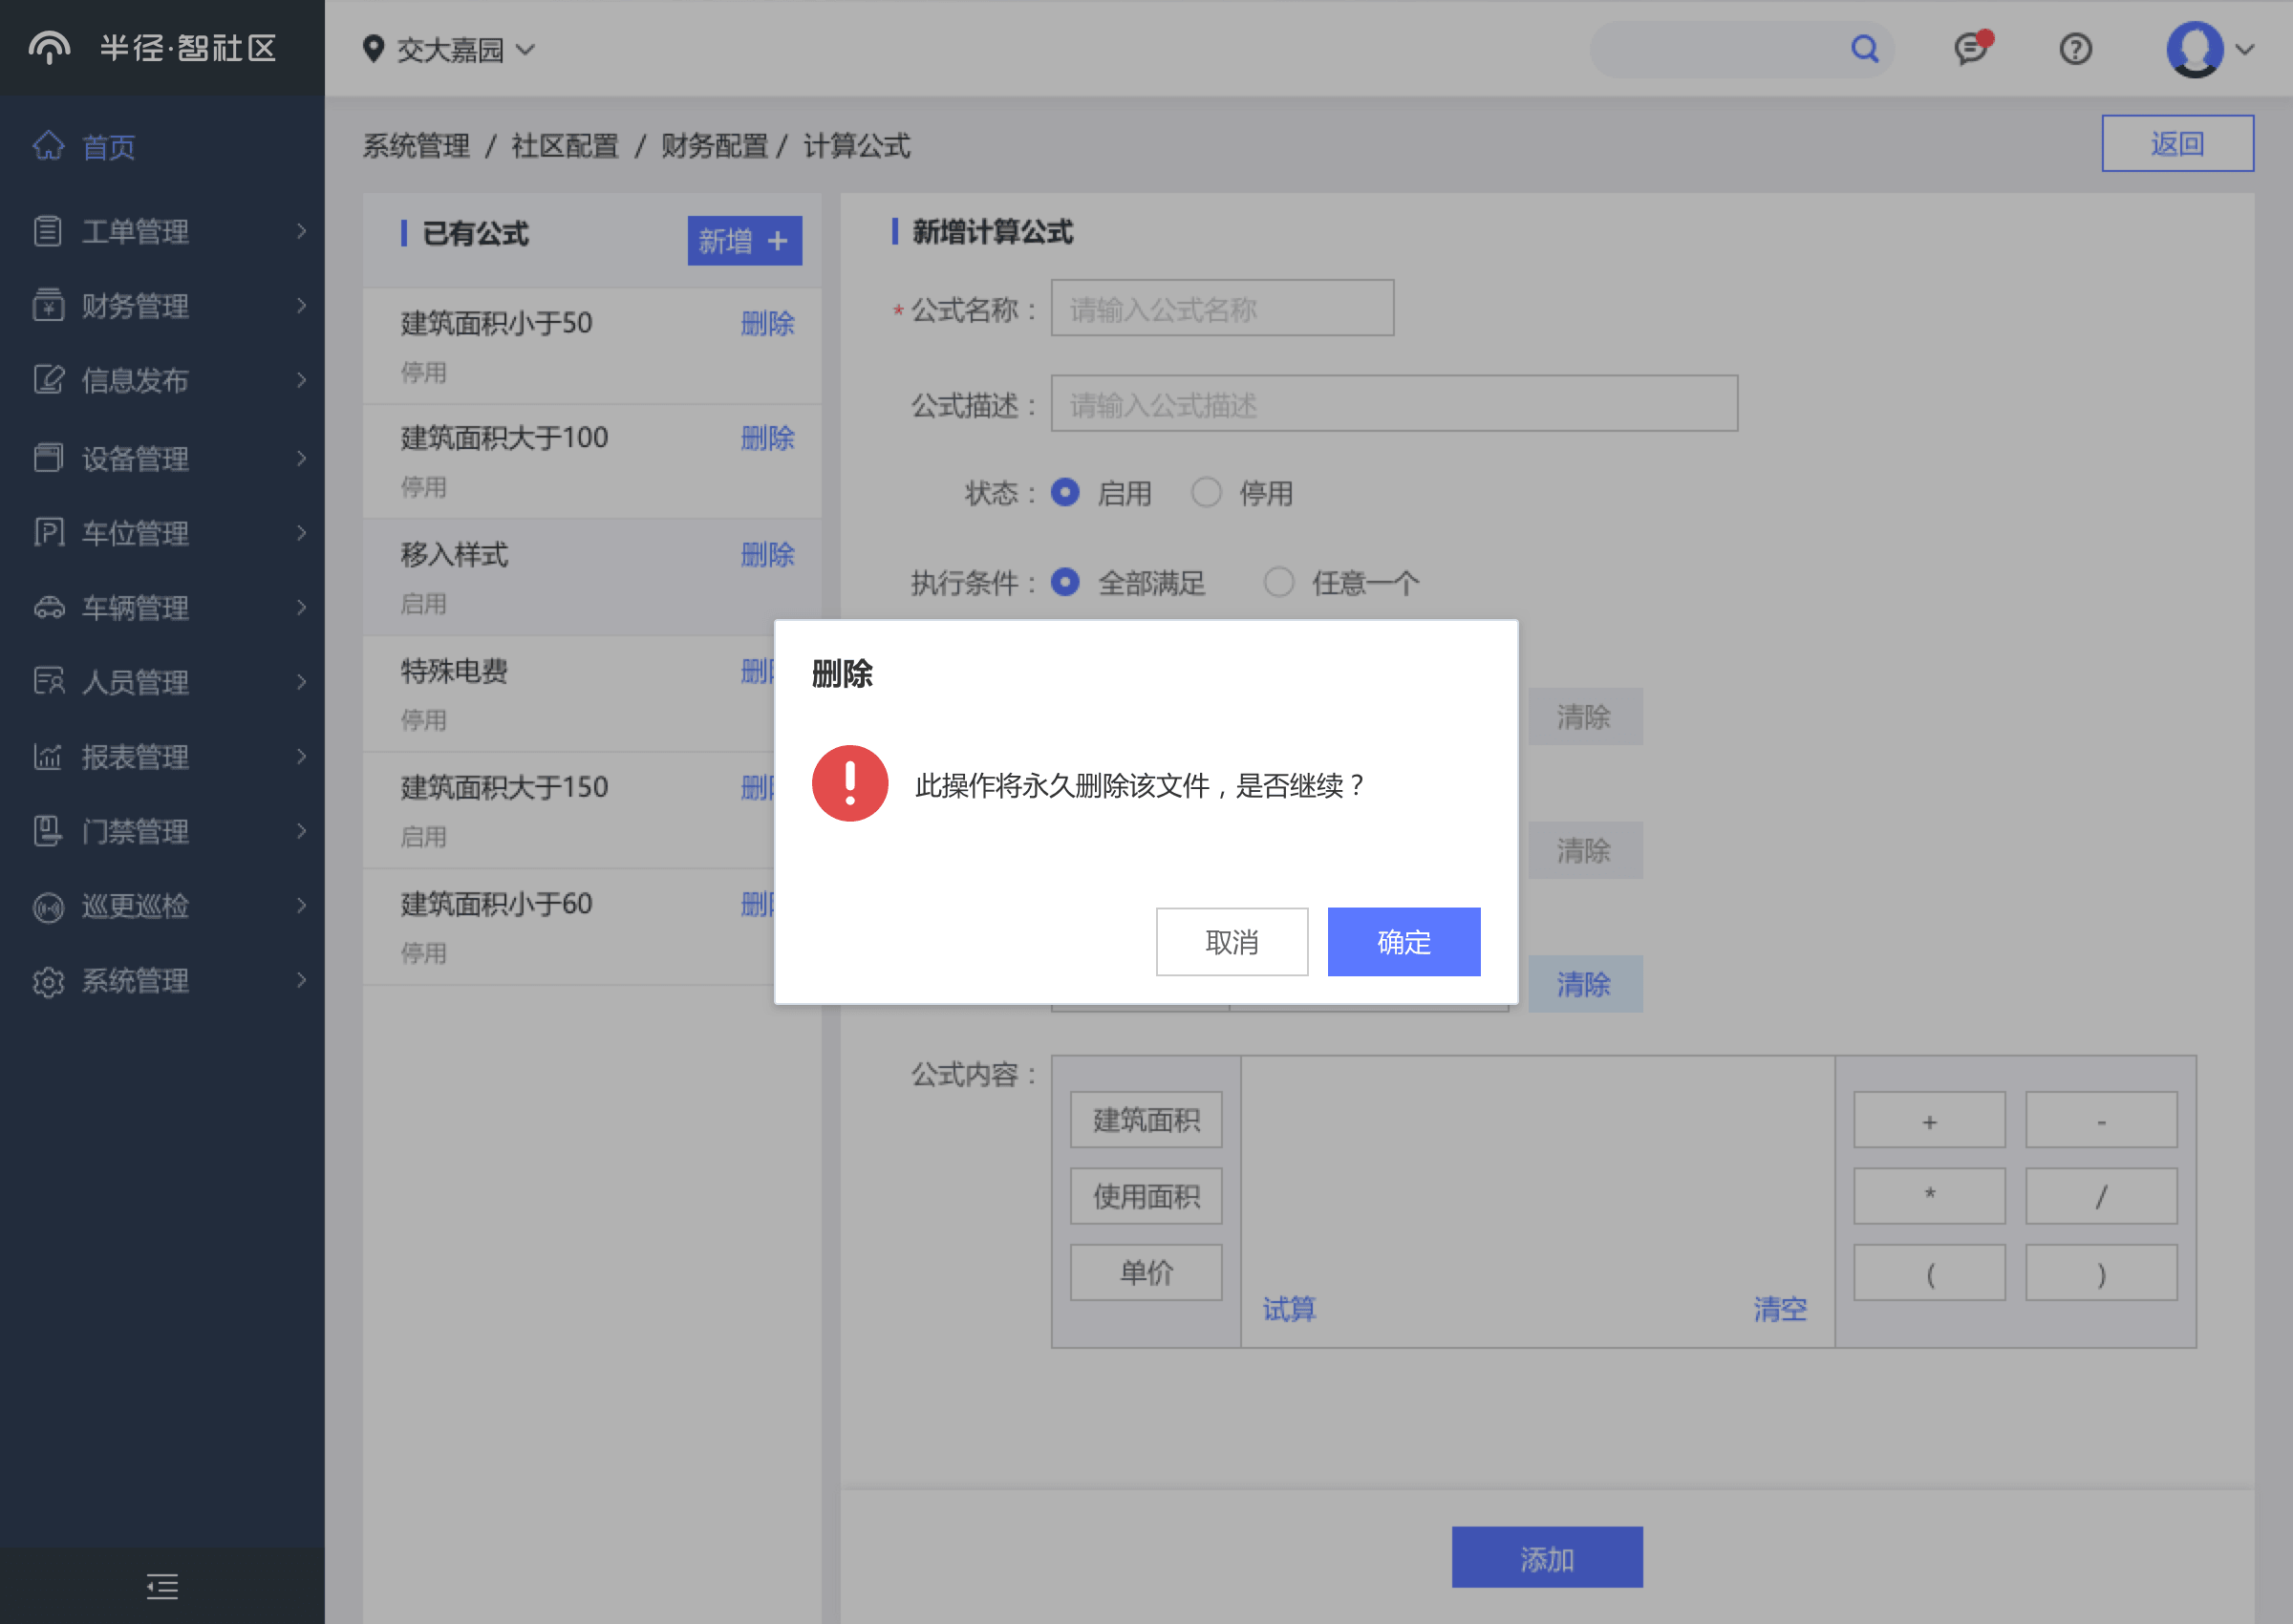 半径·智社区
交大嘉园
首页
工单管理
财务管理
信息发布
设备管理
车位管理
车辆管理
人员管理
报表管理
门禁管理
巡更巡检
系统管理
系统管理 / 社区配置 / 财务配置 / 计算公式
返回
已有公式
新增 +
建筑面积小于50
删除
停用
建筑面积大于100
删除
停用
移入样式
删除
启用
特殊电费
删
停用
建筑面积大于150
删
启用
建筑面积小于60
删
停用
新增计算公式
* 公式名称：
请输入公式名称
公式描述：
请输入公式描述
状态：
启用
停用
执行条件：
全部满足
任意一个
清除
清除
清除
删除
此操作将永久删除该文件，是否继续？
取消
确定
公式内容：
建筑面积
使用面积
单价
试算
清空
+
-
*
/
(
)
添加